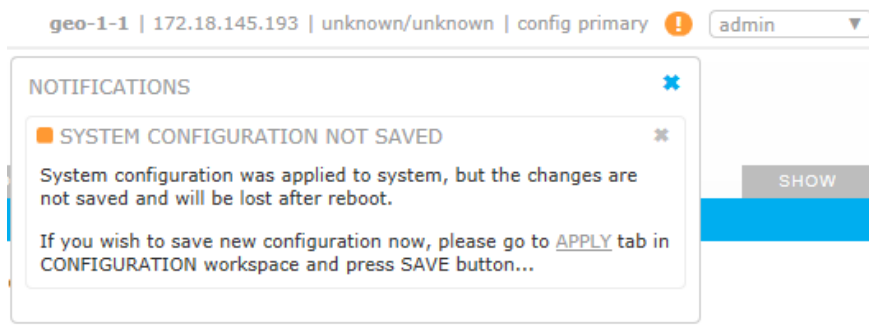 geo-1-1 | 172.18.145.193 | unknown/unknown | config primary ! admin ▼
NOTIFICATIONS ✖
SYSTEM CONFIGURATION NOT SAVED ✖
System configuration was applied to system, but the changes are
not saved and will be lost after reboot.
SHOW
If you wish to save new configuration now, please go to APPLY tab in
CONFIGURATION workspace and press SAVE button...